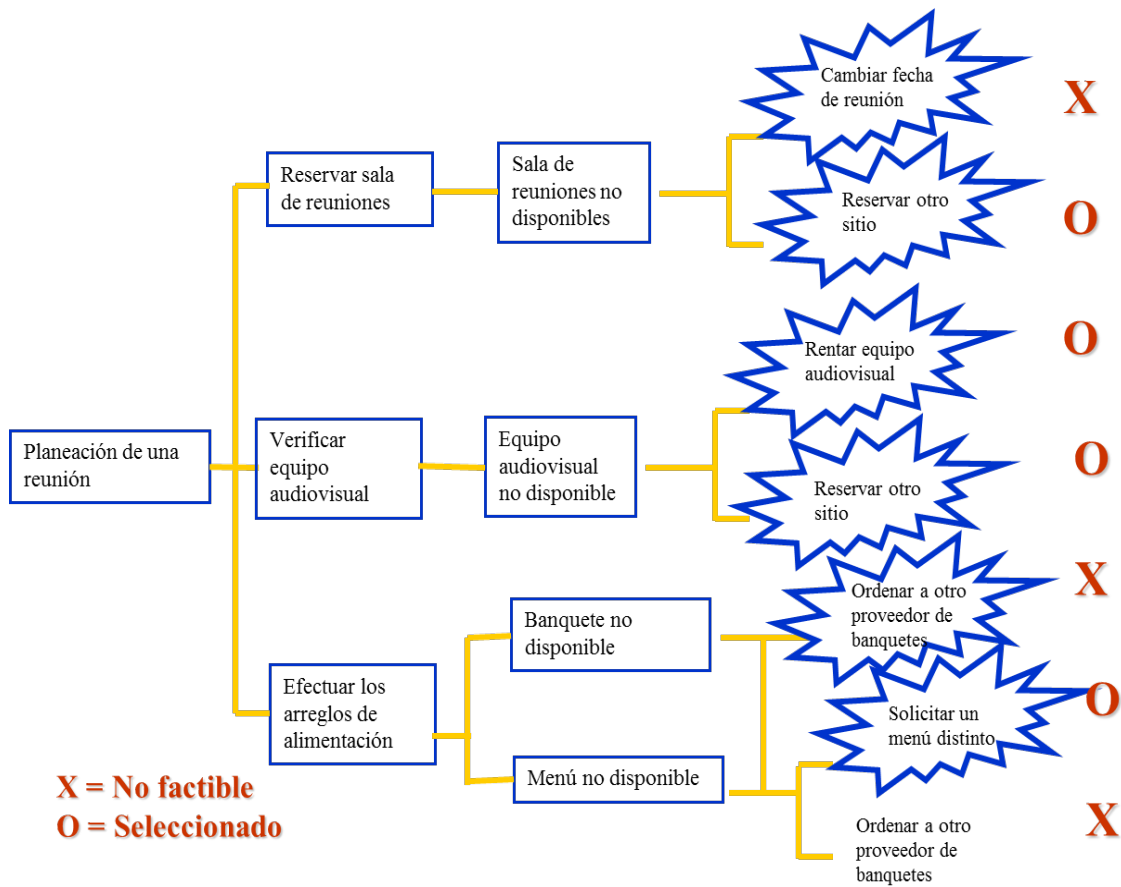 Cambiar fecha
de reunión
X
Reservar sala
de reuniones
Sala de
reuniones no
disponibles
Reservar otro
sitio
O
Rentar equipo
audiovisual
O
Planeación de una
reunión
Verificar
equipo
audiovisual
Equipo
audiovisual
no disponible
Reservar otro
sitio
O
Ordenar a otro
proveedor de
banquetes
X
Banquete no
disponible
Efectuar los
arreglos de
alimentación
Solicitar un
menú distinto
O
Menú no disponible
X = No factible
O = Seleccionado
Ordenar a otro
proveedor de
banquetes
X